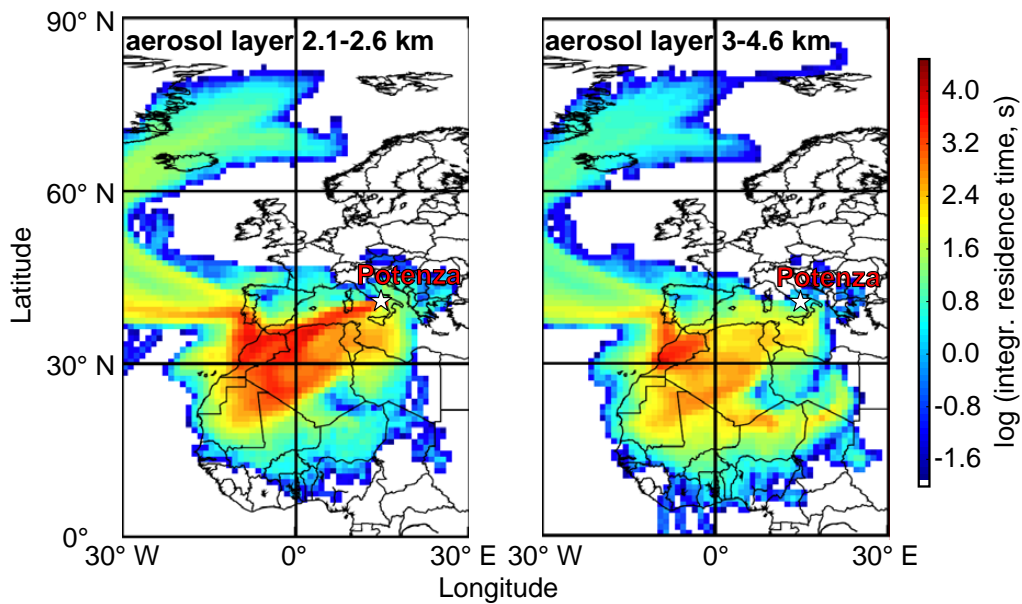 90° N
60° N
30° N
0°
Latitude
aerosol layer 2.1-2.6 km
Potenza
30° W
0°
30° E
aerosol layer 3-4.6 km
Potenza
30° W
0°
30° E
Longitude
4.0
3.2
2.4
1.6
0.8
0.0
-0.8
-1.6
log (integr. residence time, s)